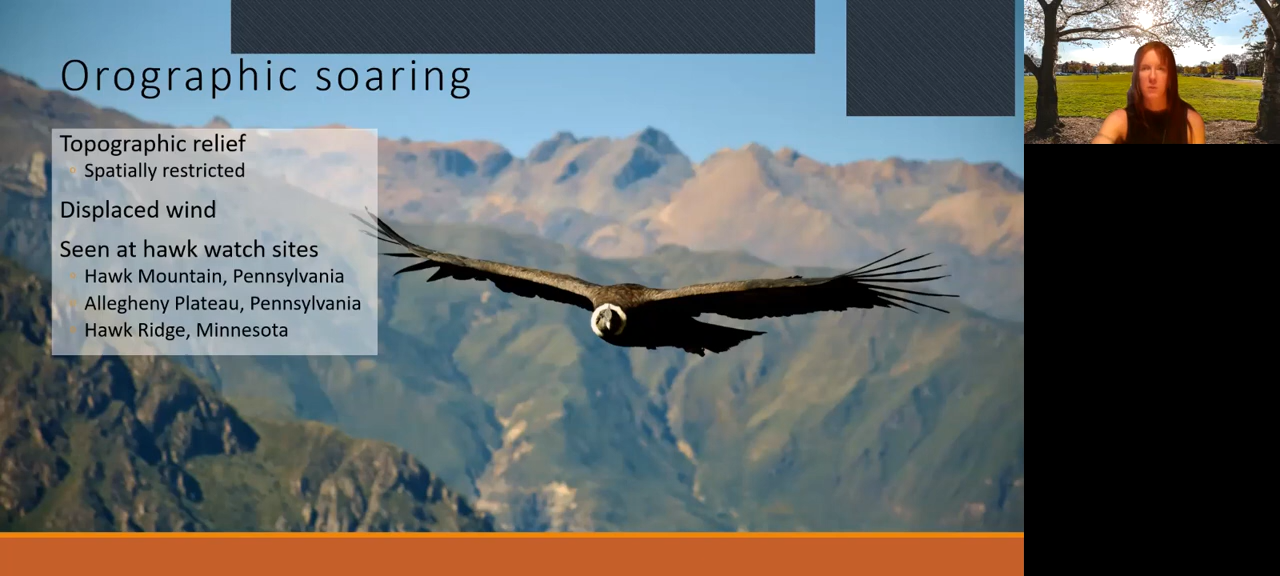 Orographic soaring
Topographic relief
Spatially restricted
Displaced wind
Seen at hawk watch sites
Hawk Mountain, Pennsylvania
Allegheny Plateau, Pennsylvania
Hawk Ridge, Minnesota